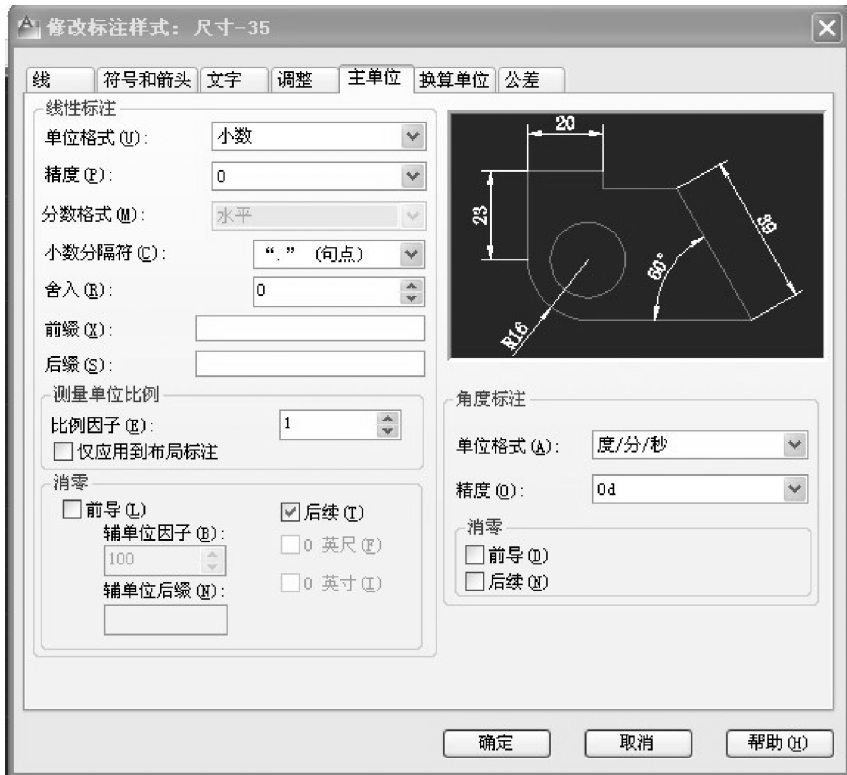 修改标注样式: 尺寸-35
线 符号和箭头 文字 调整 主单位 换算单位 公差
线性标注
单位格式(U): 小数
精度(P): 0
分数格式(M): 水平
小数分隔符(C): “.” (句点)
舍入(R): 0
前缀(X):
后缀(S):
测量单位比例
比例因子(E): 1
仅应用到布局标注
消零
前导(L)
后续(T)
辅单位因子(B):
100
0 英尺(F)
辅单位后缀(N):
0 英寸(I)
20
23
R16
60°
角度标注
单位格式(A): 度/分/秒
精度(O): 0d
消零
前导(D)
后续(N)
确定 取消 帮助(H)